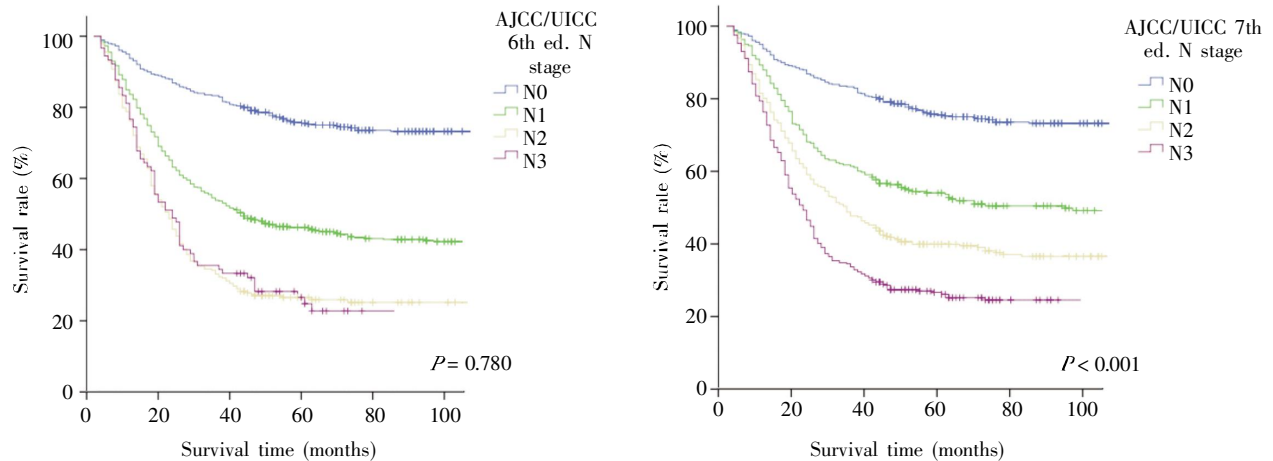 AJCC/UICC
6th ed. N
stage
N0
N1
N2
N3
100
80
60
40
20
0
Survival rate (%)
P = 0.780
0 20 40 60 80 100
Survival time (months)
AJCC/UICC 7th
ed. N stage
N0
N1
N2
N3
100
80
60
40
20
0
Survival rate (%)
P < 0.001
0 20 40 60 80 100
Survival time (months)